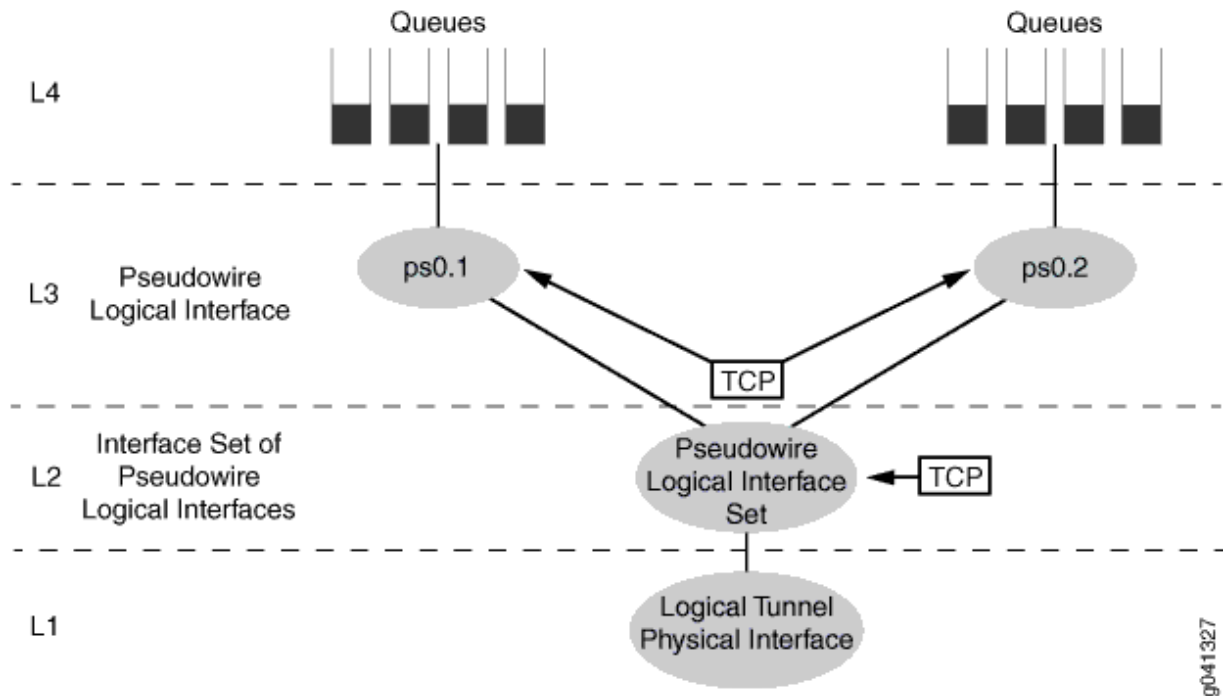 Queues
Queues
L4
L3
Pseudowire
Logical Interface
ps0.1
ps0.2
TCP
L2
Interface Set of
Pseudowire
Logical Interfaces
Pseudowire
Logical Interface
Set
TCP
L1
Logical Tunnel
Physical Interface
g041327